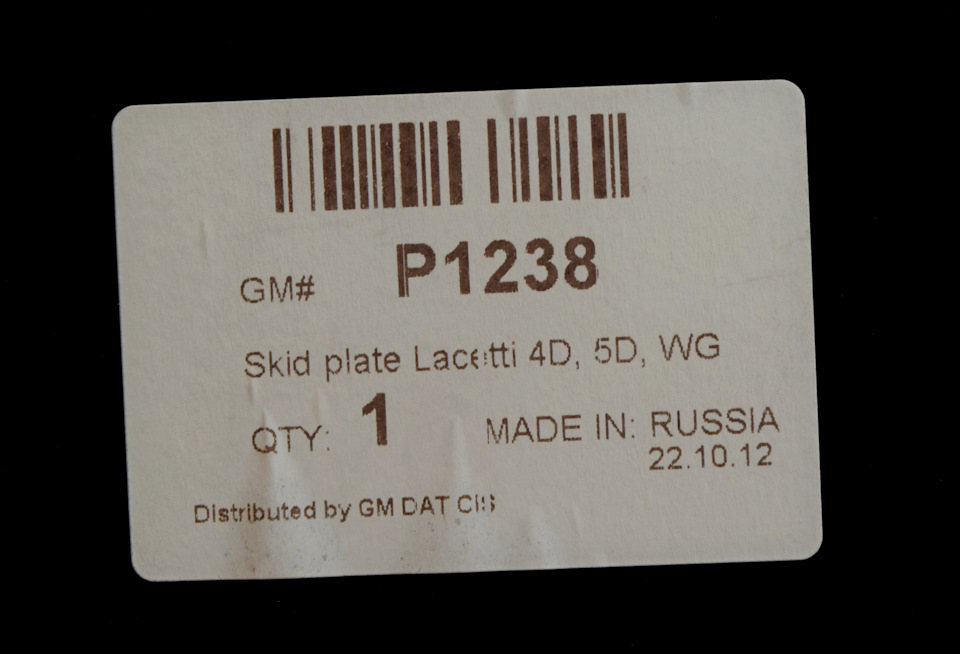 GM# P1238
Skid plate Lacetti 4D, 5D, WG
QTY: 1 MADE IN: RUSSIA
22.10.12
Distributed by GM DAT CIS